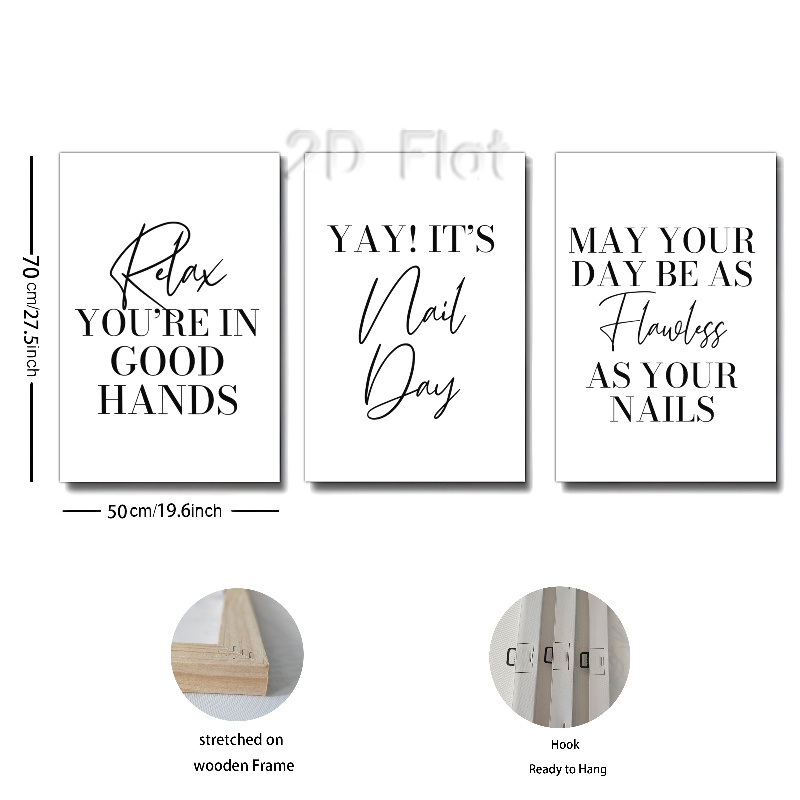 2D Flat
Relax
YOU'RE IN
GOOD
HANDS
YAY! IT'S
Nail
Day
MAY YOUR
DAY BE AS
Flawless
AS YOUR
NAILS
70 cm/27.5inch
50cm/19.6inch
stretched on
wooden Frame
Hook
Ready to Hang